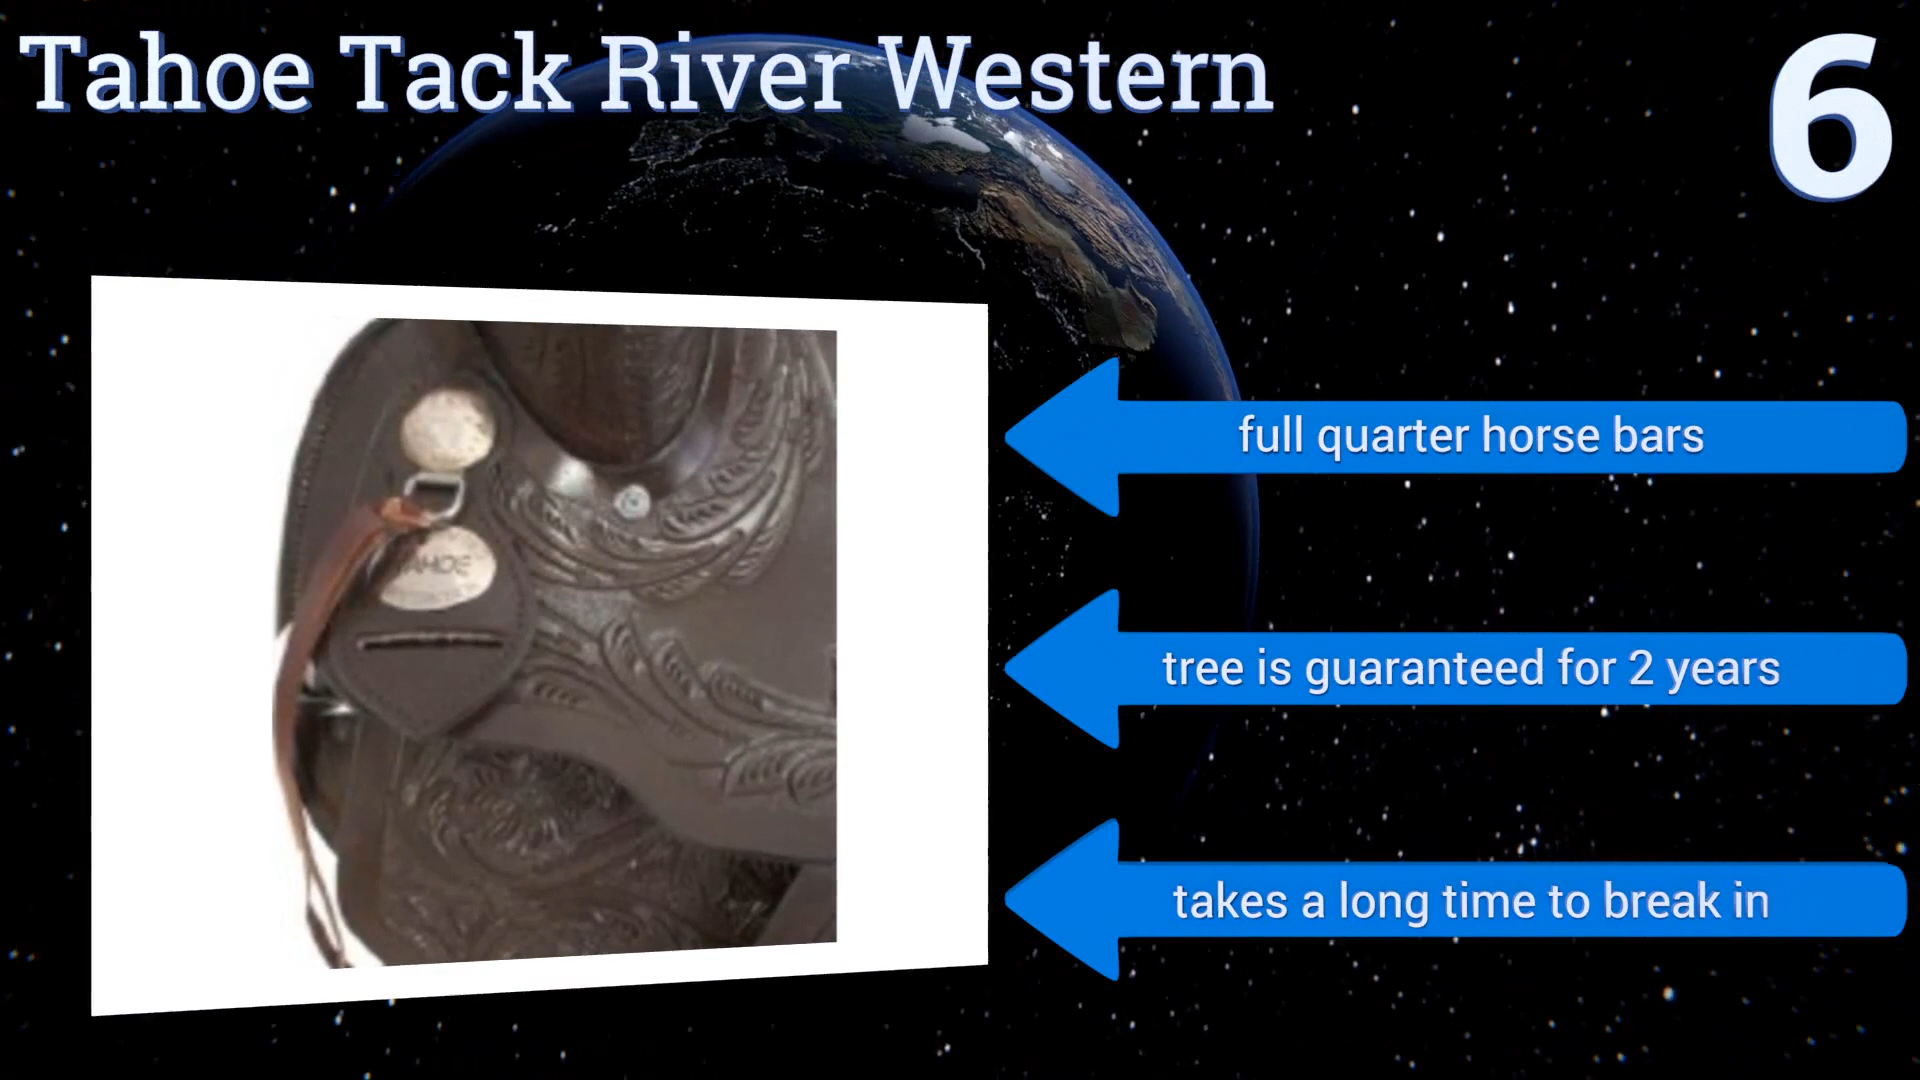 Tahoe Tack River Western
6
full quarter horse bars
tree is guaranteed for 2 years
takes a long time to break in